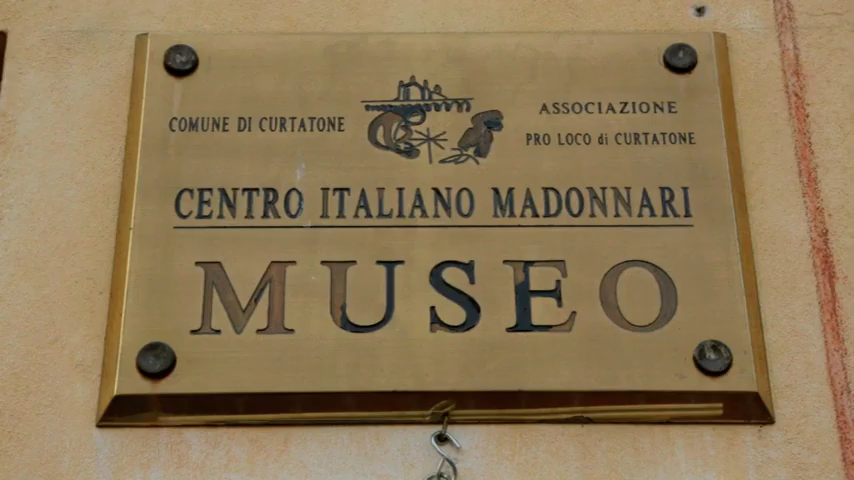 COMUNE DI CURTATONE
ASSOCIAZIONE
PRO LOCO di CURTATONE
CENTRO ITALIANO MADONNARI
MUSEO